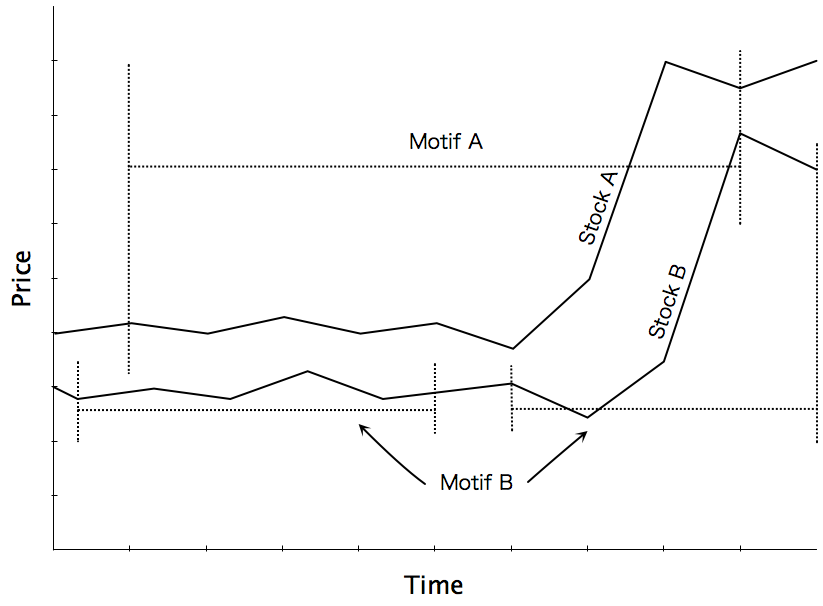 Motif A
Stock A
Stock B
Price
Motif B
Time